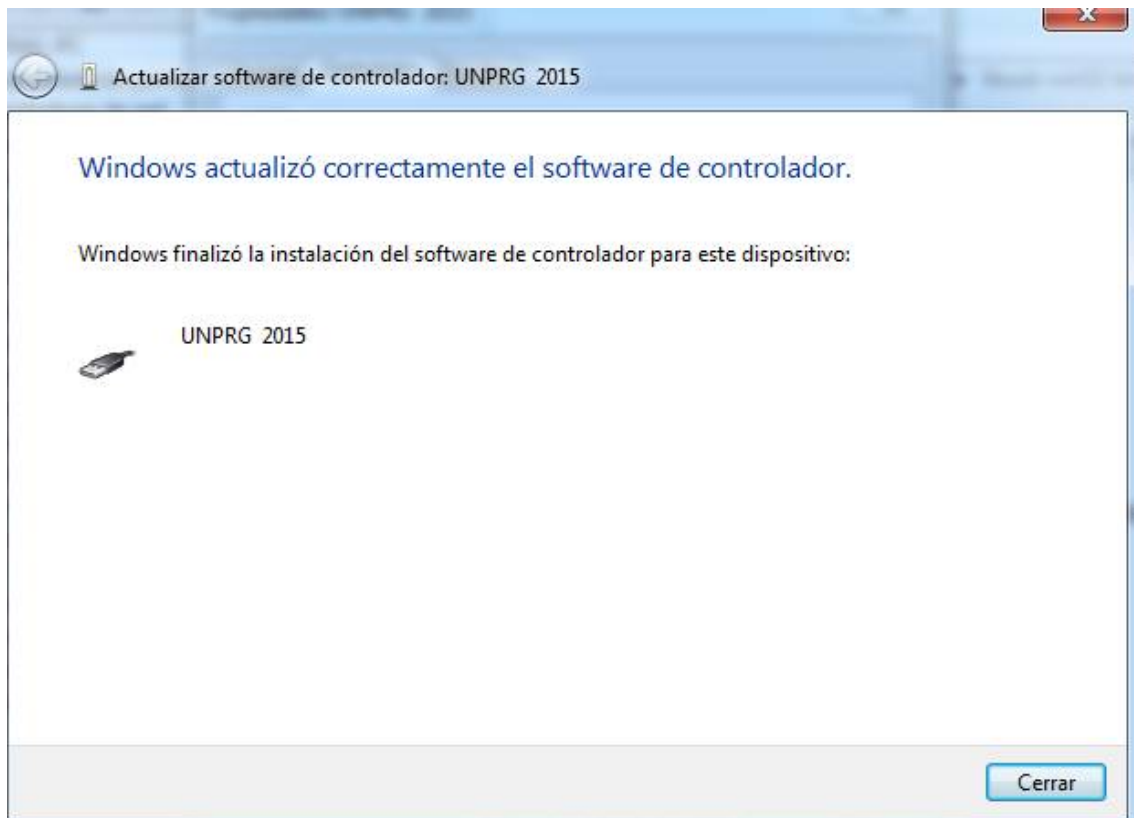 Actualizar software de controlador: UNPRG 2015
Windows actualizó correctamente el software de controlador.
Windows finalizó la instalación del software de controlador para este dispositivo:
UNPRG 2015
Cerrar